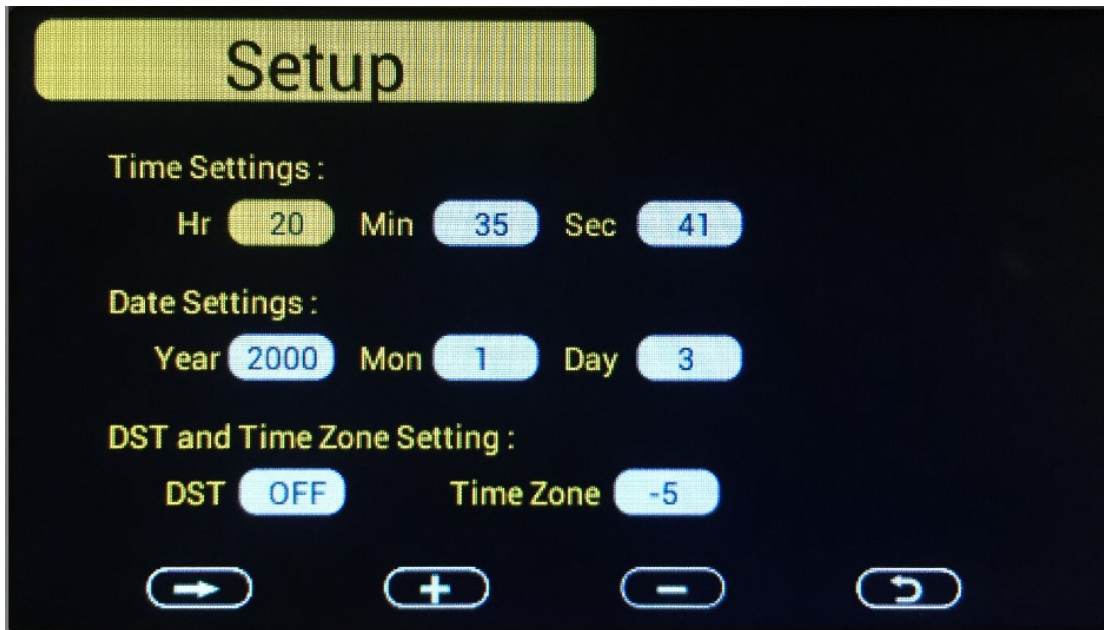 Setup
Time Settings :
Hr 20 Min 35 Sec 41
Date Settings :
Year 2000 Mon 1 Day 3
DST and Time Zone Setting :
DST OFF Time Zone -5